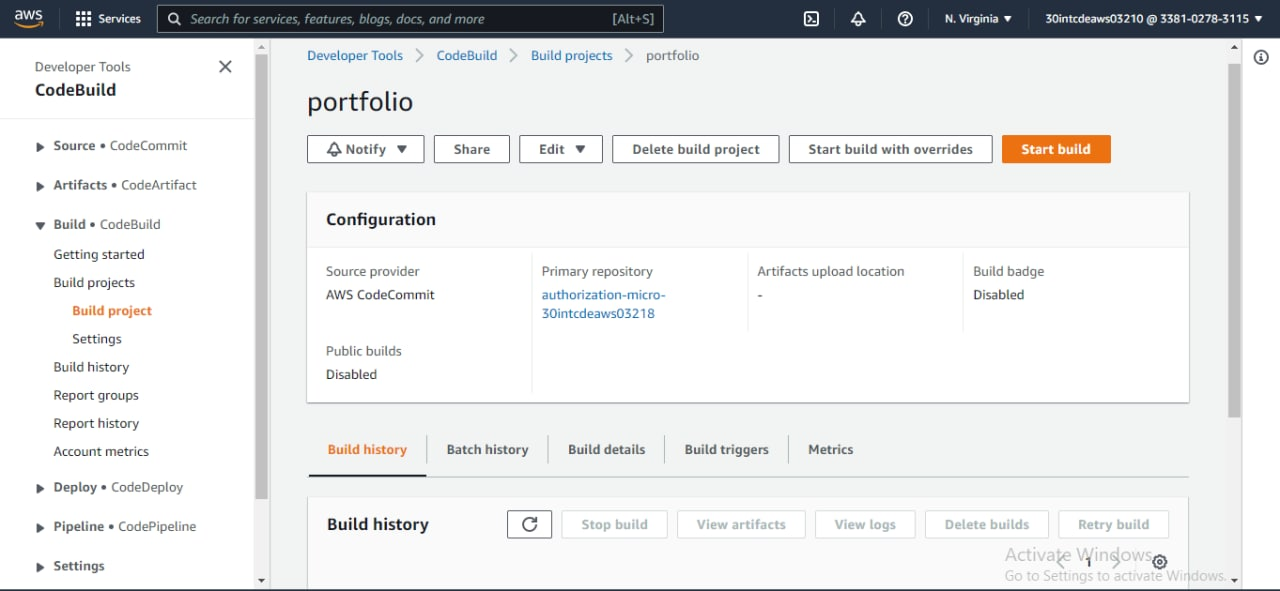 aws
Services
Search for services, features, blogs, docs, and more [Alt+S]
N. Virginia
30intcdeaws03210 @ 3381-0278-3115
Developer Tools
CodeBuild
Source • CodeCommit
Artifacts • CodeArtifact
Build • CodeBuild
Getting started
Build projects
Build project
Settings
Build history
Report groups
Report history
Account metrics
Deploy • CodeDeploy
Pipeline • CodePipeline
Settings
Developer Tools > CodeBuild > Build projects > portfolio
portfolio
Notify Share Edit Delete build project Start build with overrides Start build
Configuration
Source provider
AWS CodeCommit
Primary repository
authorization-micro-
30intcdeaws03218
Artifacts upload location
-
Build badge
Disabled
Public builds
Disabled
Build history Batch history Build details Build triggers Metrics
Build history Stop build View artifacts View logs Delete builds Retry build
1
Activate Windows
Go to Settings to activate Windows.